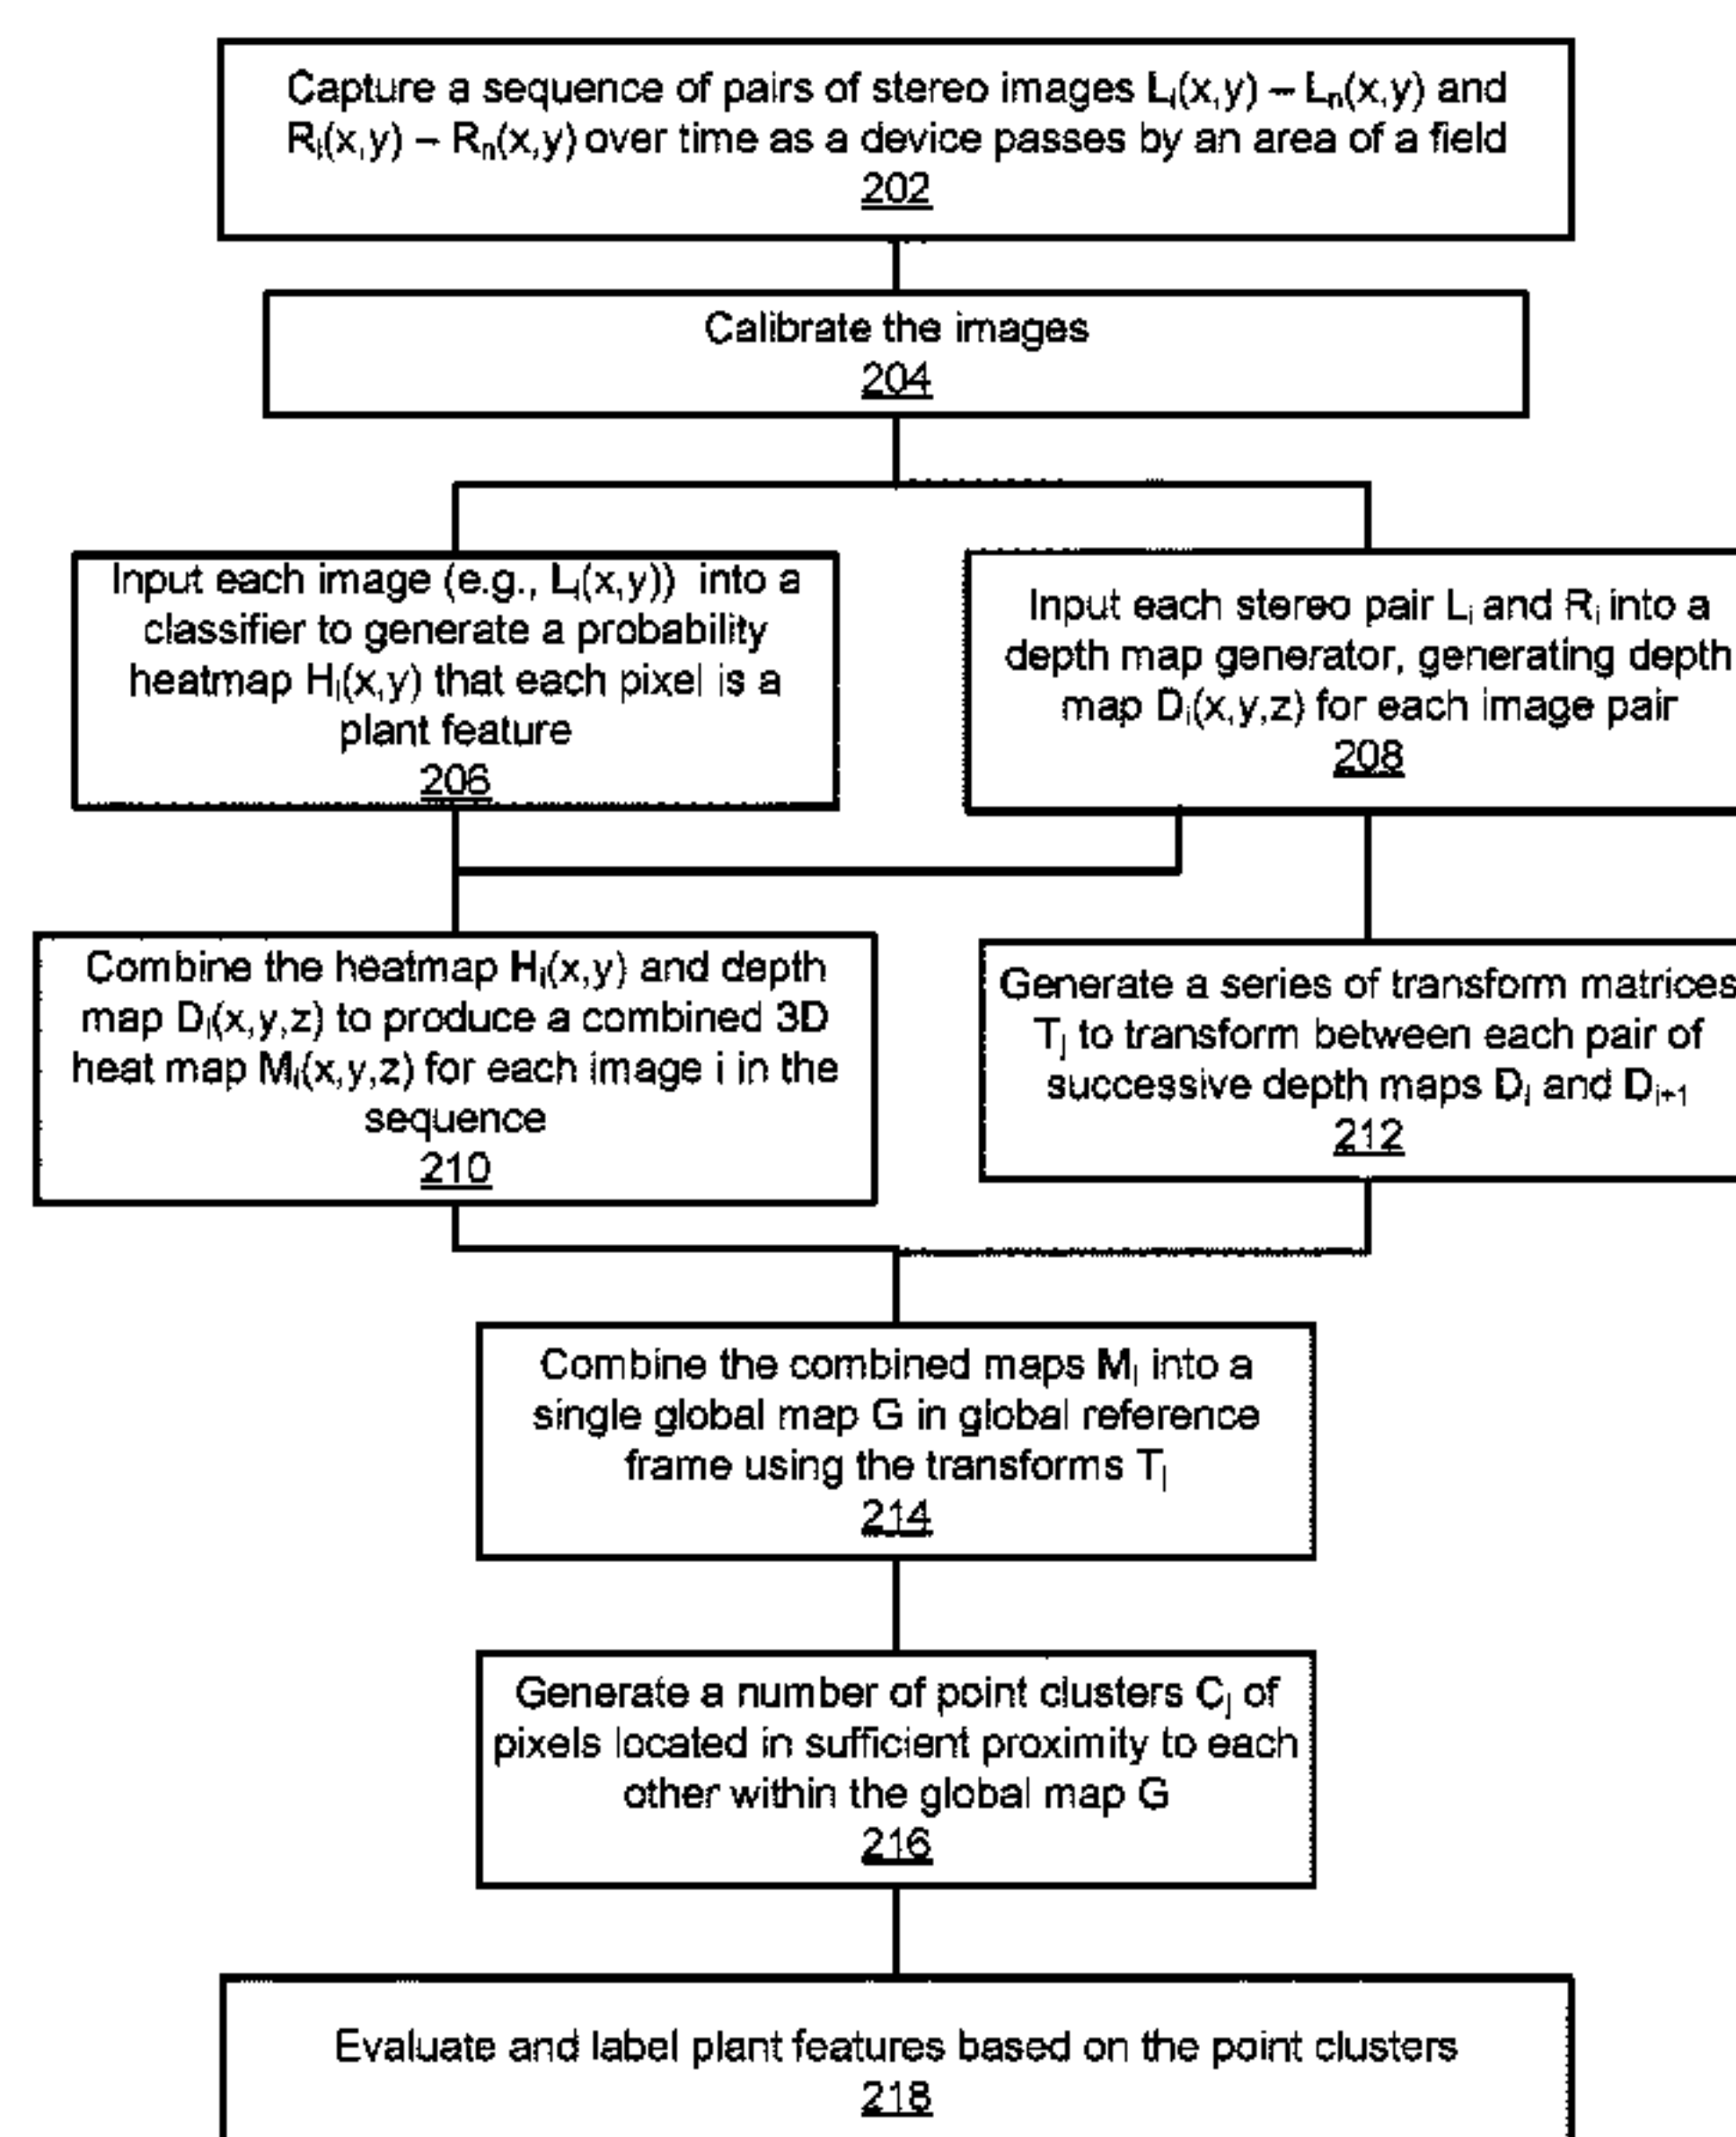 Capture a sequence of pairs of stereo images Lᵢ(x,y) – Lₙ(x,y) and
Rᵢ(x,y) – Rₙ(x,y) over time as a device passes by an area of a field
202
Calibrate the images
204
Input each image (e.g., Lᵢ(x,y)) into a
classifier to generate a probability
heatmap Hᵢ(x,y) that each pixel is a
plant feature
206
Input each stereo pair Lᵢ and Rᵢ into a
depth map generator, generating depth
map Dᵢ(x,y,z) for each image pair
208
Combine the heatmap Hᵢ(x,y) and depth
map Dᵢ(x,y,z) to produce a combined 3D
heat map Mᵢ(x,y,z) for each image i in the
sequence
210
Generate a series of transform matrices
Tᵢ to transform between each pair of
successive depth maps Dᵢ and Dᵢ₊₁
212
Combine the combined maps Mᵢ into a
single global map G in global reference
frame using the transforms Tᵢ
214
Generate a number of point clusters Cⱼ of
pixels located in sufficient proximity to each
other within the global map G
216
Evaluate and label plant features based on the point clusters
218